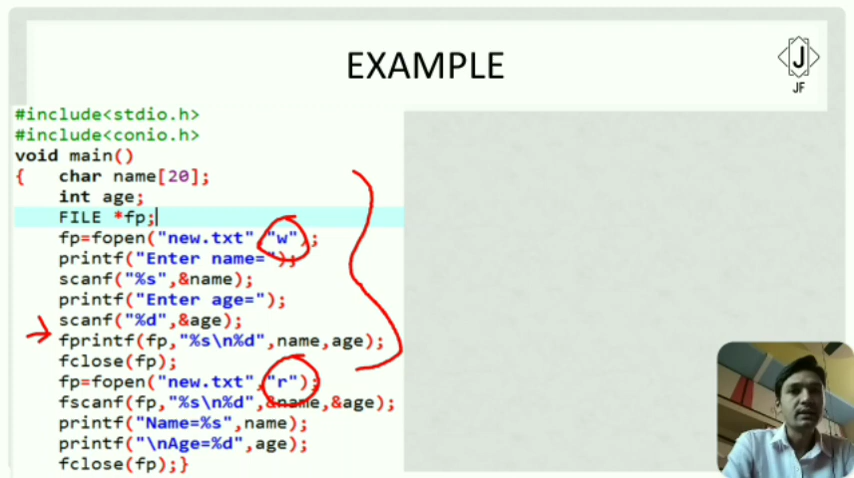 EXAMPLE
J
JF
#include<stdio.h>
#include<conio.h>
void main()
{   char name[20];
    int age;
    FILE *fp;
    fp=fopen("new.txt","w");
    printf("Enter name=");
    scanf("%s",&name);
    printf("Enter age=");
    scanf("%d",&age);
    fprintf(fp,"%s\n%d",name,age);
    fclose(fp);
    fp=fopen("new.txt","r");
    fscanf(fp,"%s\n%d",&name,&age);
    printf("Name=%s",name);
    printf("\nAge=%d",age);
    fclose(fp);}